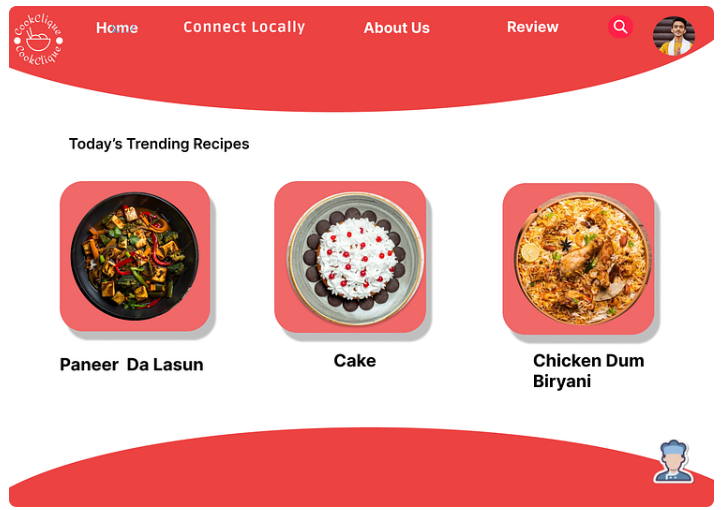 CookClique
CookClique
Home
Connect Locally
About Us
Review
Today’s Trending Recipes
Paneer  Da Lasun
Cake
Chicken Dum
Biryani